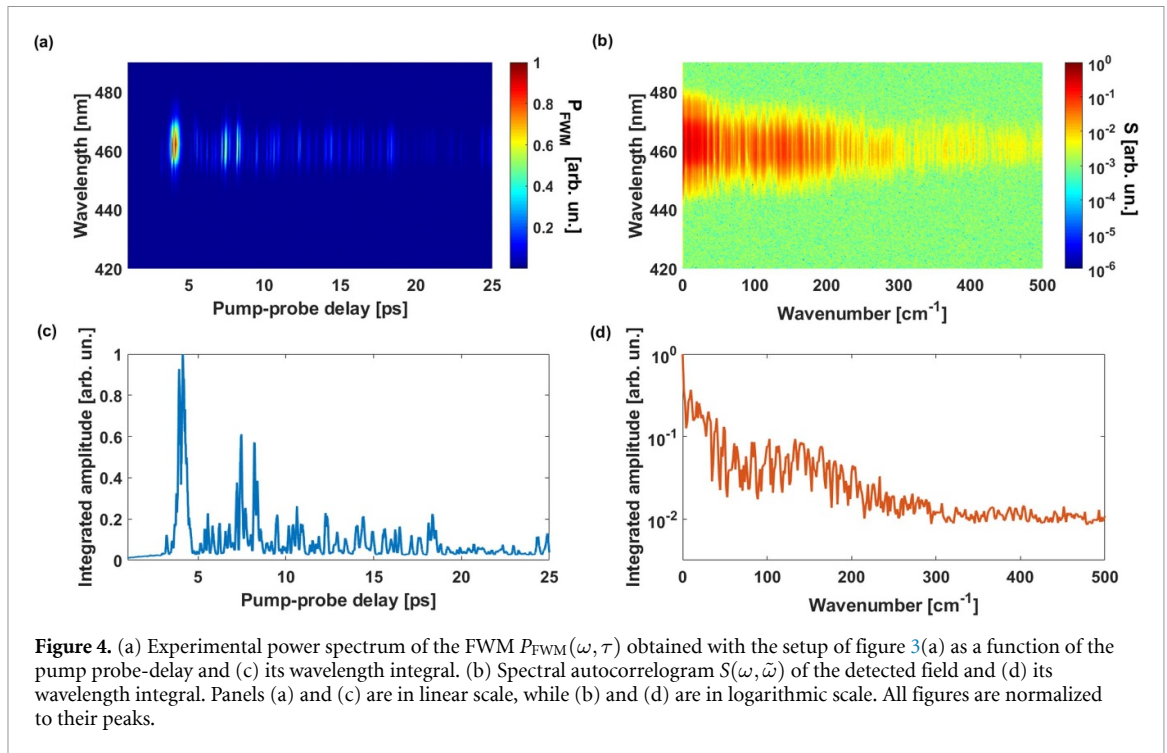 (a)
Wavelength [nm]
480
460
440
420
5
10
15
20
25
Pump-probe delay [ps]
1
0.8
0.6
0.4
0.2
P_FWM [arb. un.]
(b)
Wavelength [nm]
480
460
440
420
0
100
200
300
400
500
Wavenumber [cm⁻¹]
10⁰
10⁻¹
10⁻²
10⁻³
10⁻⁴
10⁻⁵
10⁻⁶
S [arb. un.]
(c)
Integrated amplitude [arb. un.]
1
0.8
0.6
0.4
0.2
0
5
10
15
20
25
Pump-probe delay [ps]
(d)
Integrated amplitude [arb. un.]
10⁰
10⁻¹
10⁻²
0
100
200
300
400
500
Wavenumber [cm⁻¹]
Figure 4. (a) Experimental power spectrum of the FWM P_FWM(ω, τ) obtained with the setup of figure 3(a) as a function of the
pump probe-delay and (c) its wavelength integral. (b) Spectral autocorrelogram S(ω, ω̃) of the detected field and (d) its
wavelength integral. Panels (a) and (c) are in linear scale, while (b) and (d) are in logarithmic scale. All figures are normalized
to their peaks.